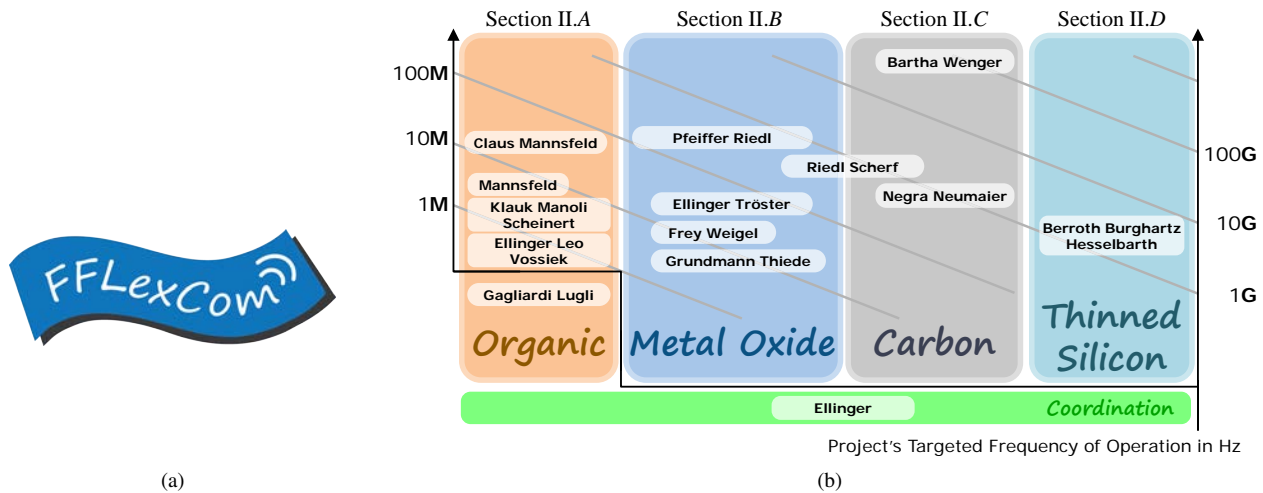 Section II.A
Section II.B
Section II.C
Section II.D
100M
10M
1M
Claus Mannsfeld
Mannsfeld
Klauk Manoli
Scheinert
Ellinger Leo
Vossiek
Gagliardi Lugli
Organic
Pfeiffer Riedl
Riedl Scherf
Ellinger Tröster
Frey Weigel
Grundmann Thiede
Metal Oxide
Bartha Wenger
Negra Neumaier
Carbon
Berroth Burghartz
Hesselbarth
Thinned
Silicon
100G
10G
1G
Ellinger
Coordination
Project's Targeted Frequency of Operation in Hz
FFLexCom
(a)
(b)